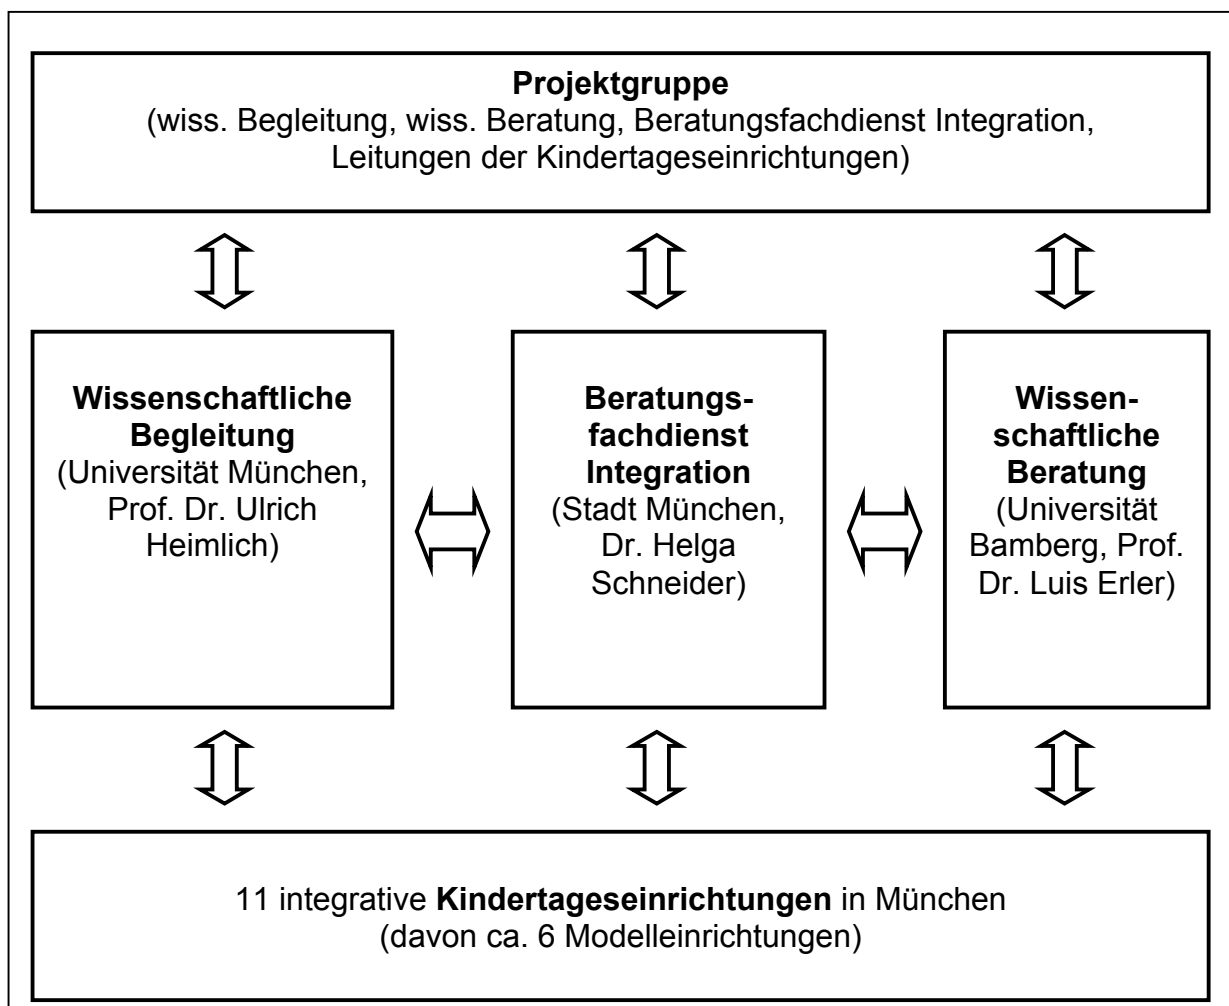 Projektgruppe
(wiss. Begleitung, wiss. Beratung, Beratungsfachdienst Integration,
Leitungen der Kindertageseinrichtungen)
Wissenschaftliche
Begleitung
(Universität München,
Prof. Dr. Ulrich
Heimlich)
Beratungs-
fachdienst
Integration
(Stadt München,
Dr. Helga
Schneider)
Wissen-
schaftliche
Beratung
(Universität
Bamberg, Prof.
Dr. Luis Erler)
11 integrative Kindertageseinrichtungen in München
(davon ca. 6 Modelleinrichtungen)